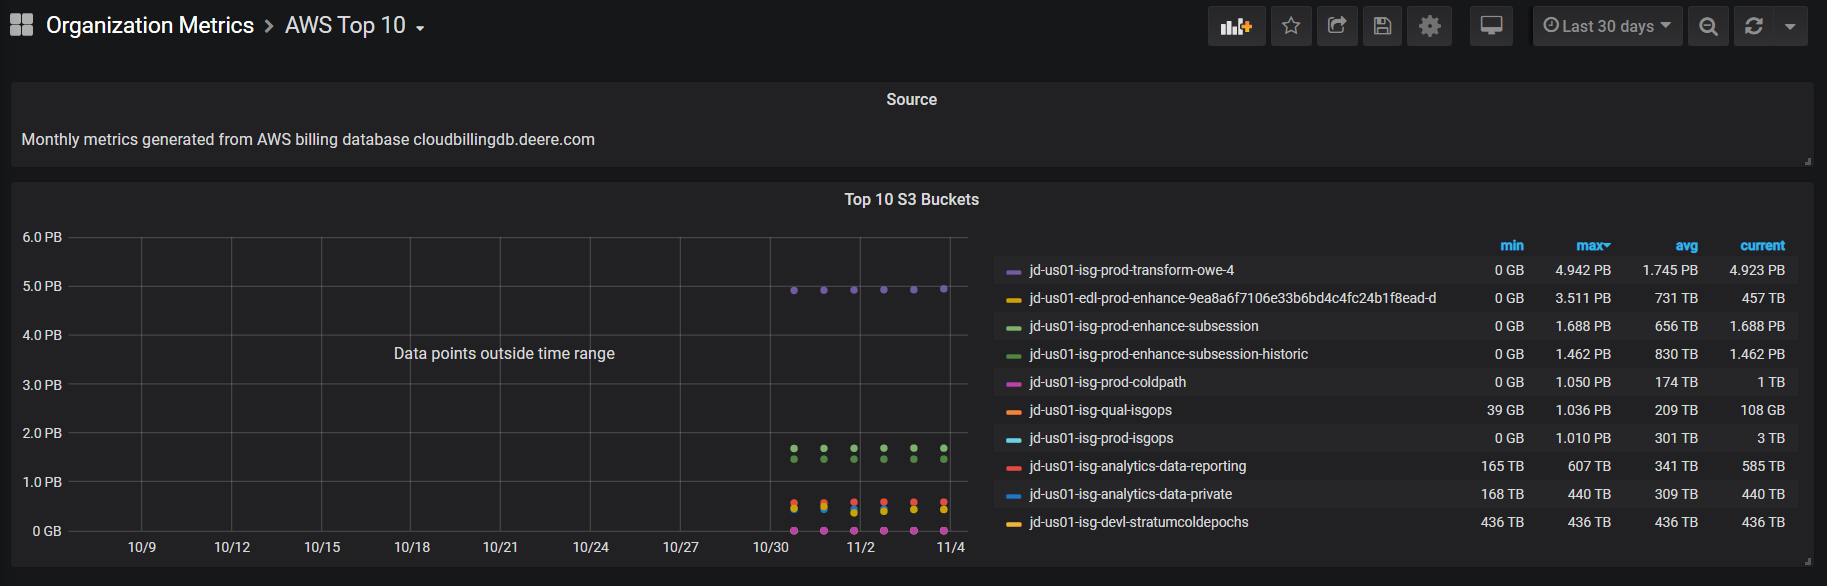 Organization Metrics > AWS Top 10
Last 30 days
Source
Monthly metrics generated from AWS billing database cloudbillingdb.deere.com
Top 10 S3 Buckets
6.0 PB
5.0 PB
4.0 PB
3.0 PB
2.0 PB
1.0 PB
0 GB
Data points outside time range
10/9 10/12 10/15 10/18 10/21 10/24 10/27 10/30 11/2 11/4
min max avg current
jd-us01-isg-prod-transform-owe-4 0 GB 4.942 PB 1.745 PB 4.923 PB
jd-us01-edl-prod-enhance-9ea8a6f7106e33b6bd4c4fc24b1f8ead-d 0 GB 3.511 PB 731 TB 457 TB
jd-us01-isg-prod-enhance-subsession 0 GB 1.688 PB 656 TB 1.688 PB
jd-us01-isg-prod-enhance-subsession-historic 0 GB 1.462 PB 830 TB 1.462 PB
jd-us01-isg-prod-coldpath 0 GB 1.050 PB 174 TB 1 TB
jd-us01-isg-qual-isgops 39 GB 1.036 PB 209 TB 108 GB
jd-us01-isg-prod-isgops 0 GB 1.010 PB 301 TB 3 TB
jd-us01-isg-analytics-data-reporting 165 TB 607 TB 341 TB 585 TB
jd-us01-isg-analytics-data-private 168 TB 440 TB 309 TB 440 TB
jd-us01-isg-devl-stratumcoldepochs 436 TB 436 TB 436 TB 436 TB